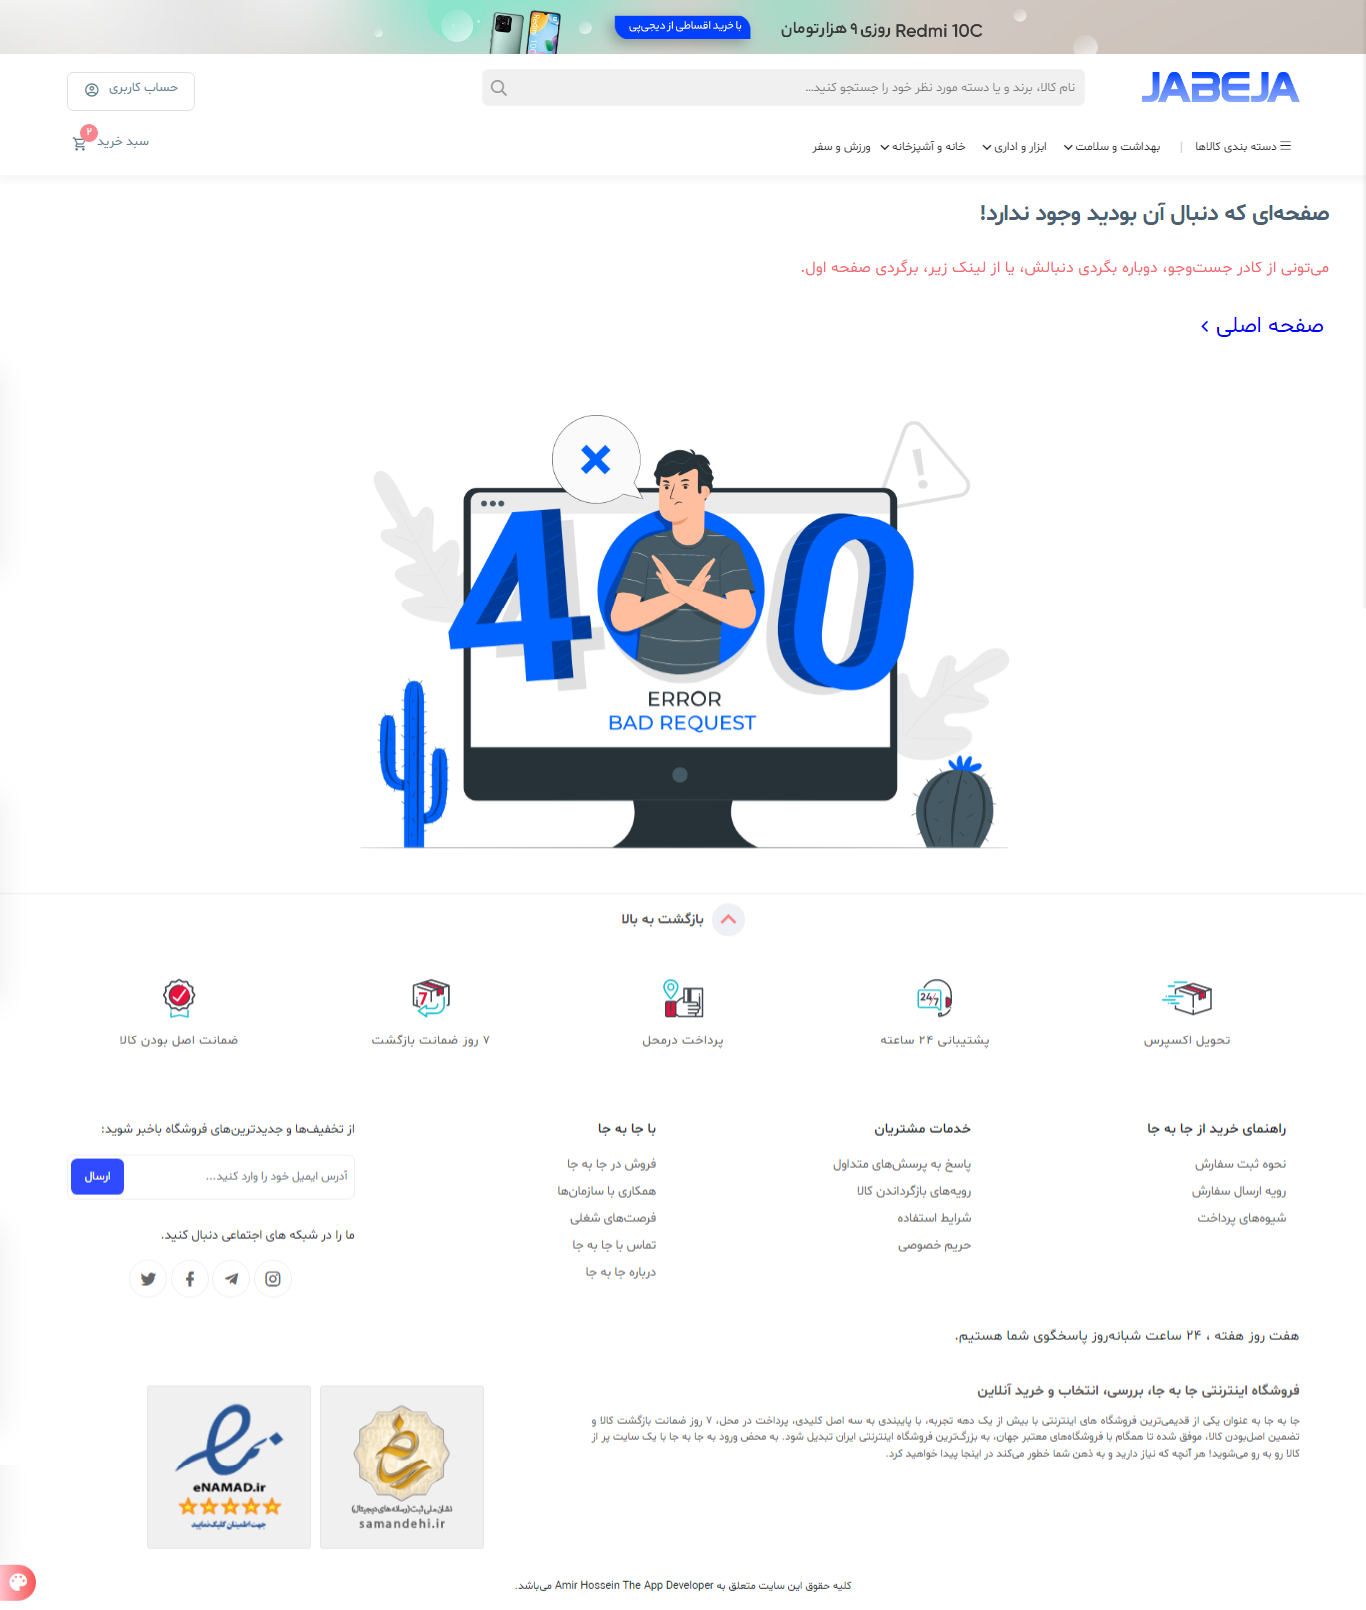 Redmi 10C روزی ۹ هزارتومان
با خرید اقساطی از دیجی‌پی
JABEJA
نام کالا، برند و یا دسته مورد نظر خود را جستجو کنید...
حساب کاربری
دسته بندی کالاها | بهداشت و سلامت ابزار و اداری خانه و آشپزخانه ورزش و سفر
سبد خرید
۲
صفحه‌ای که دنبال آن بودید وجود ندارد!
می‌تونی از کادر جست‌وجو، دوباره بگردی دنبالش، یا از لینک زیر، برگردی صفحه اول.
صفحه اصلی ›
400
ERROR
BAD REQUEST
بازگشت به بالا
24/7
7
تحویل اکسپرس
پشتیبانی ۲۴ ساعته
پرداخت درمحل
۷ روز ضمانت بازگشت
ضمانت اصل بودن کالا
راهنمای خرید از جا به جا
نحوه ثبت سفارش
رویه ارسال سفارش
شیوه‌های پرداخت
خدمات مشتریان
پاسخ به پرسش‌های متداول
رویه‌های بازگرداندن کالا
شرایط استفاده
حریم خصوصی
با جا به جا
فروش در جا به جا
همکاری با سازمان‌ها
فرصت‌های شغلی
تماس با جا به جا
درباره جا به جا
از تخفیف‌ها و جدیدترین‌های فروشگاه باخبر شوید:
آدرس ایمیل خود را وارد کنید...
ارسال
ما را در شبکه های اجتماعی دنبال کنید.
هفت روز هفته ، ۲۴ ساعت شبانه‌روز پاسخگوی شما هستیم.
فروشگاه اینترنتی جا به جا، بررسی، انتخاب و خرید آنلاین
جا به جا به عنوان یکی از قدیمی‌ترین فروشگاه های اینترنتی با بیش از یک دهه تجربه، با پایبندی به سه اصل کلیدی، پرداخت در محل، ۷ روز ضمانت بازگشت کالا و
تضمین اصل‌بودن کالا، موفق شده تا همگام با فروشگاه‌های معتبر جهان، به بزرگ‌ترین فروشگاه اینترنتی ایران تبدیل شود. به محض ورود به جا به جا با یک سایت پر از
کالا رو به رو می‌شوید! هر آنچه که نیاز دارید و به ذهن شما خطور می‌کند در اینجا پیدا خواهید کرد.
نشان ملی ثبت (رسانه های دیجیتال)
samandehi.ir
eNAMAD.ir
جهت اطمینان کلیک نمایید
کلیه حقوق این سایت متعلق به Amir Hossein The App Developer می‌باشد.